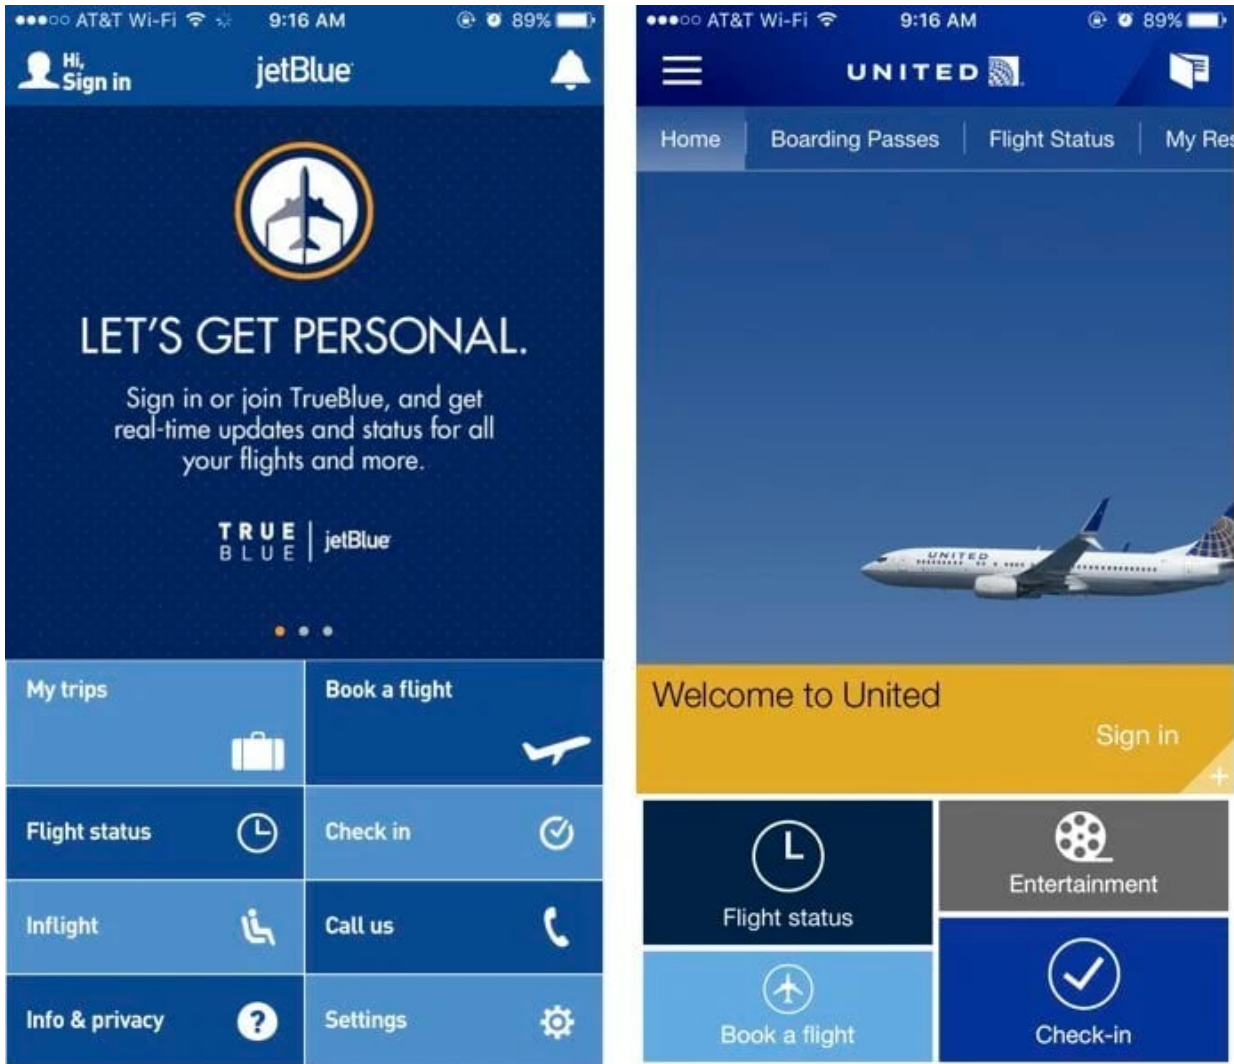 AT&T Wi-Fi
9:16 AM
89%
Hi,
Sign in
jetBlue
LET'S GET PERSONAL.
Sign in or join TrueBlue, and get
real-time updates and status for all
your flights and more.
TRUE
BLUE
jetBlue
My trips
Book a flight
Flight status
Check in
Inflight
Call us
Info & privacy
?
Settings
AT&T Wi-Fi
9:16 AM
89%
UNITED
Home
Boarding Passes
Flight Status
My Res
UNITED
Welcome to United
Sign in
+
Flight status
Entertainment
Book a flight
Check-in